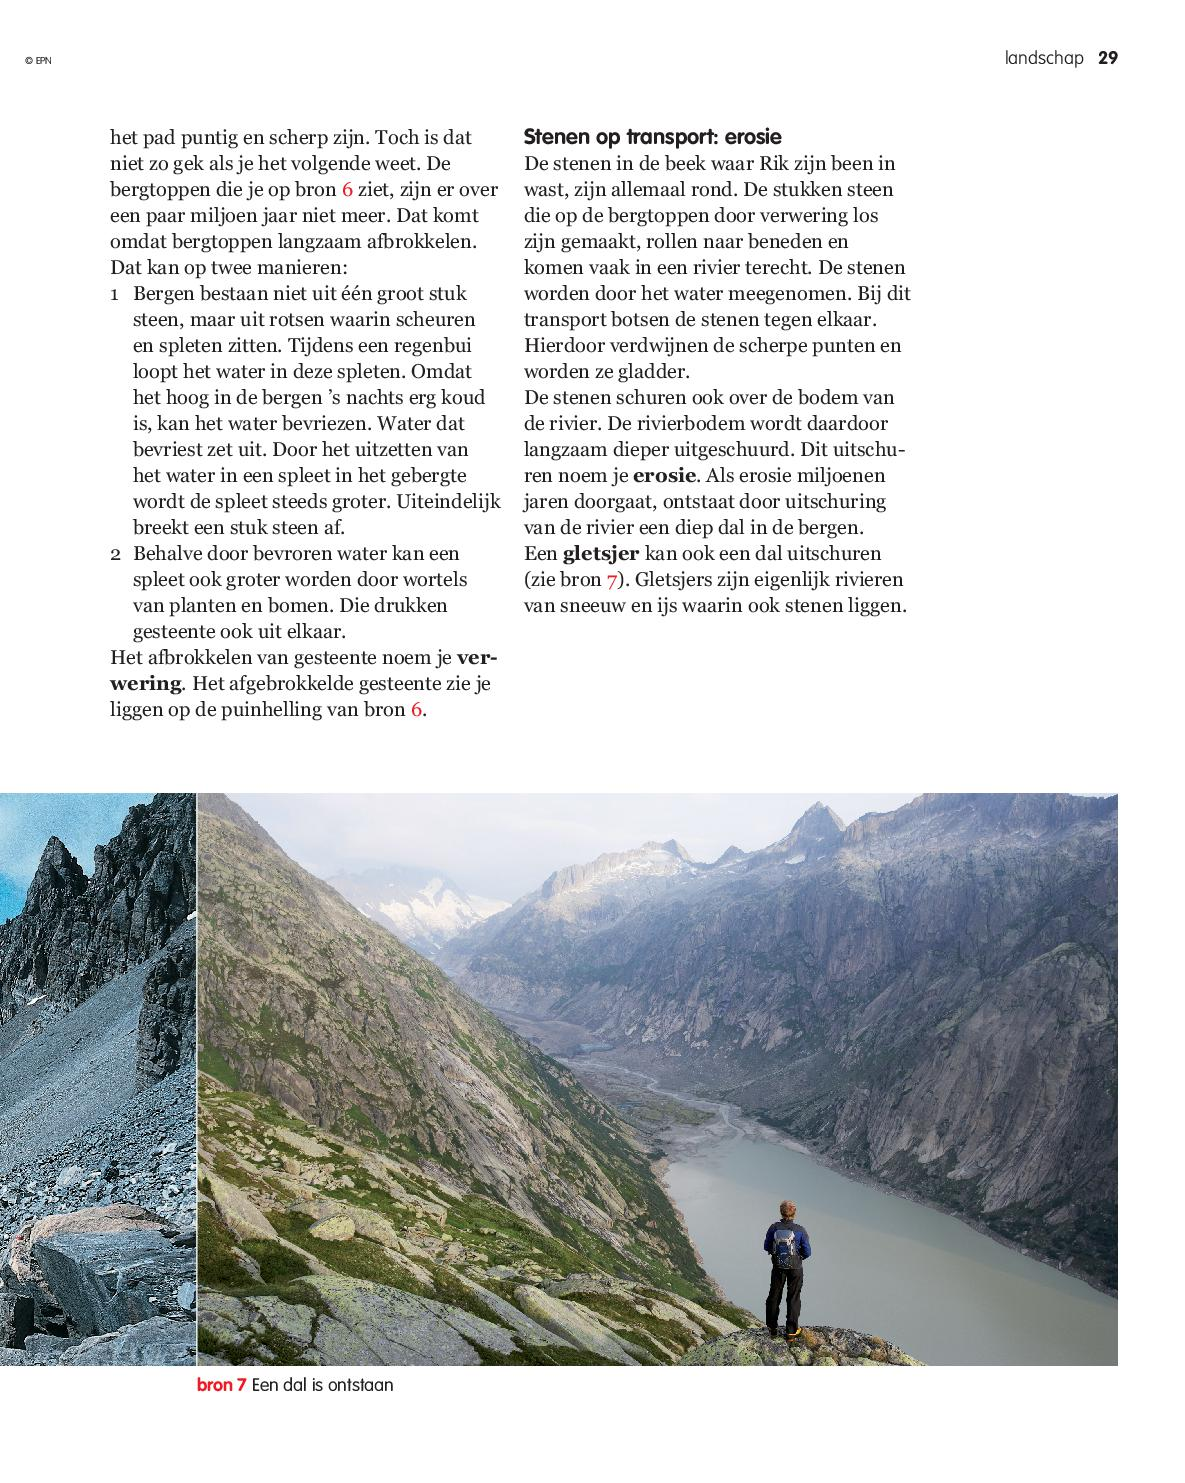 © EPN
landschap 29
het pad puntig en scherp zijn. Toch is dat
niet zo gek als je het volgende weet. De
bergtoppen die je op bron 6 ziet, zijn er over
een paar miljoen jaar niet meer. Dat komt
omdat bergtoppen langzaam afbrokkelen.
Dat kan op twee manieren:
1 Bergen bestaan niet uit één groot stuk
steen, maar uit rotsen waarin scheuren
en spleten zitten. Tijdens een regenbui
loopt het water in deze spleten. Omdat
het hoog in de bergen ’s nachts erg koud
is, kan het water bevriezen. Water dat
bevriest zet uit. Door het uitzetten van
het water in een spleet in het gebergte
wordt de spleet steeds groter. Uiteindelijk
breekt een stuk steen af.
2 Behalve door bevroren water kan een
spleet ook groter worden door wortels
van planten en bomen. Die drukken
gesteente ook uit elkaar.
Het afbrokkelen van gesteente noem je ver-
wering. Het afgebrokkelde gesteente zie je
liggen op de puinhelling van bron 6.
Stenen op transport: erosie
De stenen in de beek waar Rik zijn been in
wast, zijn allemaal rond. De stukken steen
die op de bergtoppen door verwering los
zijn gemaakt, rollen naar beneden en
komen vaak in een rivier terecht. De stenen
worden door het water meegenomen. Bij dit
transport botsen de stenen tegen elkaar.
Hierdoor verdwijnen de scherpe punten en
worden ze gladder.
De stenen schuren ook over de bodem van
de rivier. De rivierbodem wordt daardoor
langzaam dieper uitgeschuurd. Dit uitschu-
ren noem je erosie. Als erosie miljoenen
jaren doorgaat, ontstaat door uitschuring
van de rivier een diep dal in de bergen.
Een gletsjer kan ook een dal uitschuren
(zie bron 7). Gletsjers zijn eigenlijk rivieren
van sneeuw en ijs waarin ook stenen liggen.
bron 7 Een dal is ontstaan